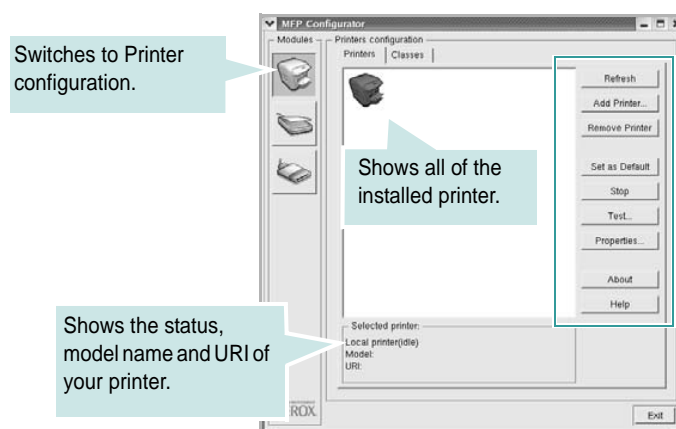 MFP Configurator
Modules
Printers configuration
Printers
Classes
Switches to Printer
configuration.
Refresh
Add Printer...
Remove Printer
Shows all of the
installed printer.
Set as Default
Stop
Test...
Properties...
About
Help
Shows the status,
model name and URI of
your printer.
Selected printer:
Local printer(idle)
Model:
URI:
ROX
Exit